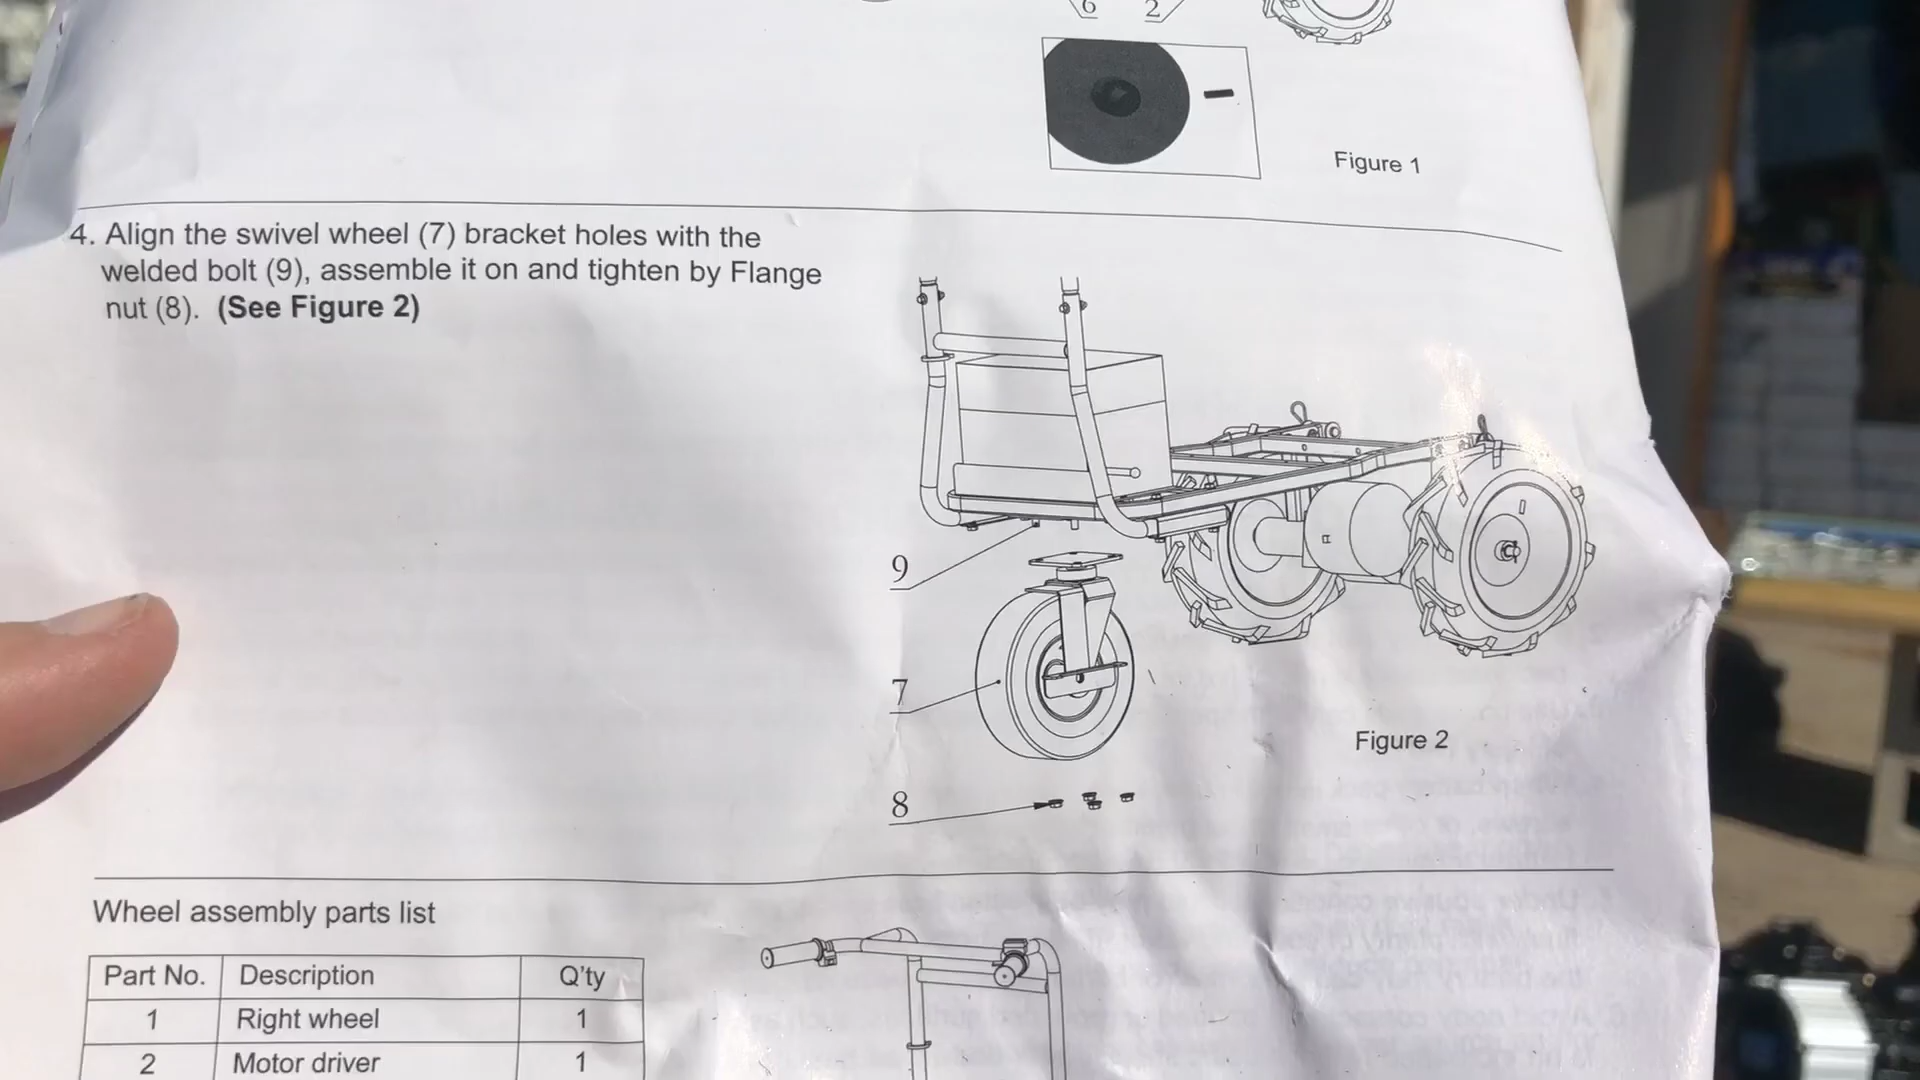 6 2
Figure 1
4. Align the swivel wheel (7) bracket holes with the
welded bolt (9), assemble it on and tighten by Flange
nut (8). (See Figure 2)
9
7
8
Figure 2
Wheel assembly parts list
Part No. Description Q'ty
1 Right wheel 1
2 Motor driver 1